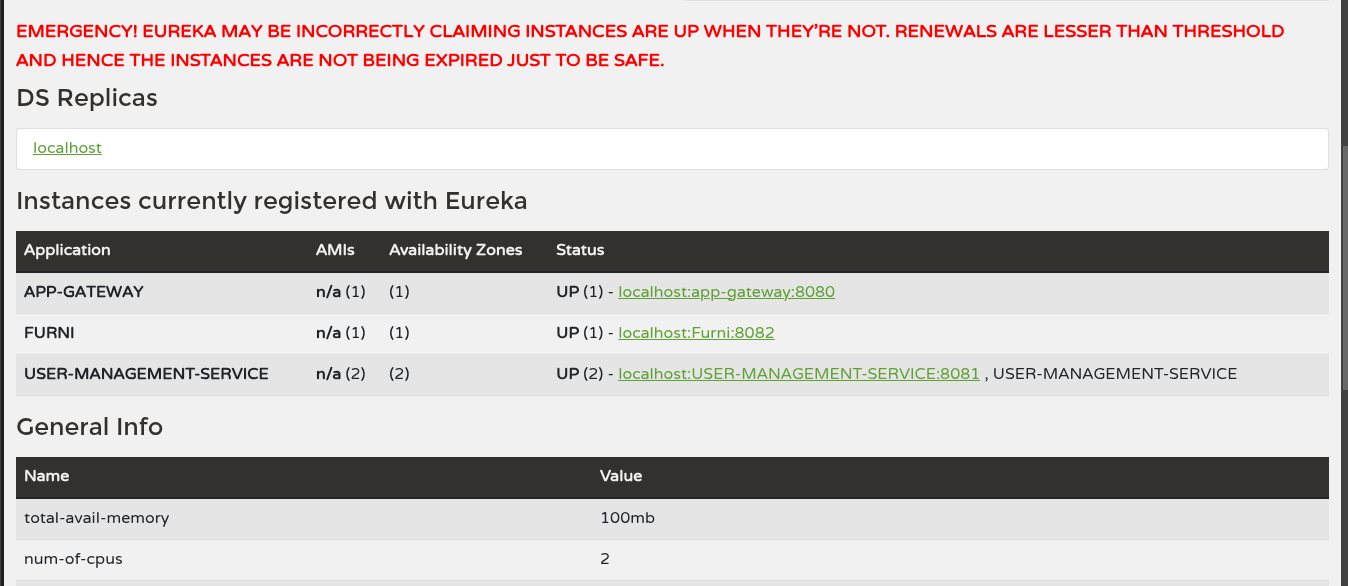 EMERGENCY! EUREKA MAY BE INCORRECTLY CLAIMING INSTANCES ARE UP WHEN THEY'RE NOT. RENEWALS ARE LESSER THAN THRESHOLD
AND HENCE THE INSTANCES ARE NOT BEING EXPIRED JUST TO BE SAFE.
DS Replicas
localhost
Instances currently registered with Eureka
Application AMIs Availability Zones Status
APP-GATEWAY n/a (1) (1) UP (1) - localhost:app-gateway:8080
FURNI n/a (1) (1) UP (1) - localhost:Furni:8082
USER-MANAGEMENT-SERVICE n/a (2) (2) UP (2) - localhost:USER-MANAGEMENT-SERVICE:8081 , USER-MANAGEMENT-SERVICE
General Info
Name Value
total-avail-memory 100mb
num-of-cpus 2